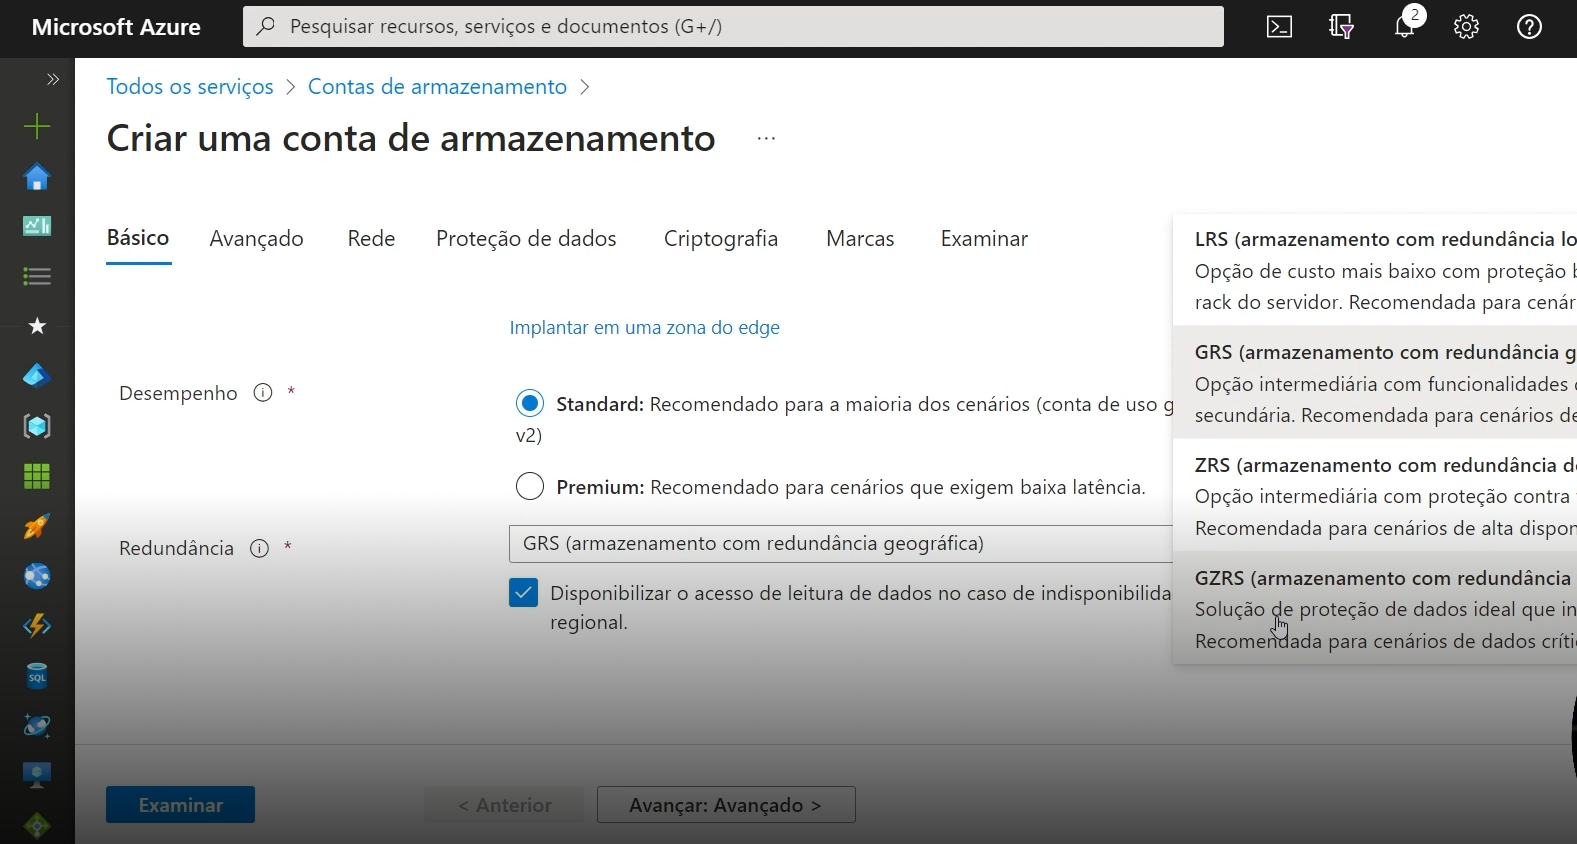 Microsoft Azure
Pesquisar recursos, serviços e documentos (G+/)
2
Todos os serviços > Contas de armazenamento >
Criar uma conta de armazenamento ...
Básico Avançado Rede Proteção de dados Criptografia Marcas Examinar
Implantar em uma zona do edge
Desempenho *
Standard: Recomendado para a maioria dos cenários (conta de uso g
v2)
Premium: Recomendado para cenários que exigem baixa latência.
Redundância *
GRS (armazenamento com redundância geográfica)
Disponibilizar o acesso de leitura de dados no caso de indisponibilida
regional.
LRS (armazenamento com redundância lo
Opção de custo mais baixo com proteção b
rack do servidor. Recomendada para cenár
GRS (armazenamento com redundância g
Opção intermediária com funcionalidades
secundária. Recomendada para cenários de
ZRS (armazenamento com redundância de
Opção intermediária com proteção contra
Recomendada para cenários de alta dispon
GZRS (armazenamento com redundância
Solução de proteção de dados ideal que in
Recomendada para cenários de dados críti
SQL
Examinar
< Anterior
Avançar: Avançado >